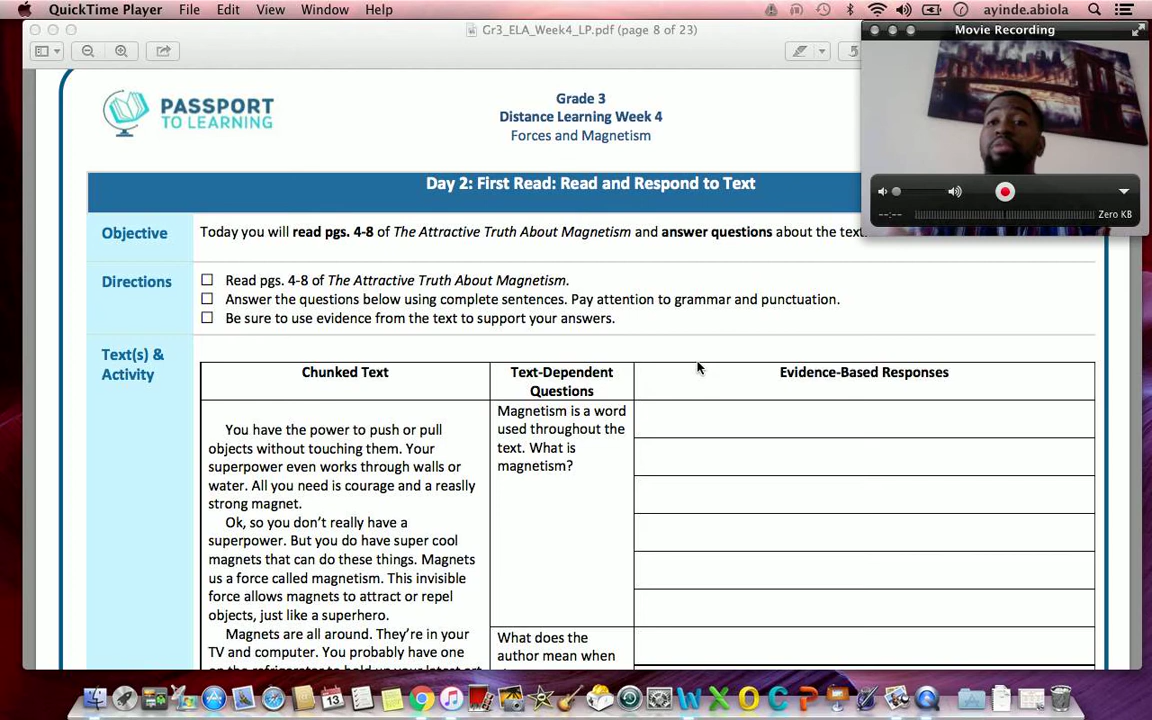 QuickTime Player File Edit View Window Help ayinde.abiola
Gr3_ELA_Week4_LP.pdf (page 8 of 23)
Movie Recording
--:-- Zero KB
PASSPORT
TO LEARNING
Grade 3
Distance Learning Week 4
Forces and Magnetism
Day 2: First Read: Read and Respond to Text
Objective
Today you will read pgs. 4-8 of The Attractive Truth About Magnetism and answer questions about the text
Directions
Read pgs. 4-8 of The Attractive Truth About Magnetism.
Answer the questions below using complete sentences. Pay attention to grammar and punctuation.
Be sure to use evidence from the text to support your answers.
Text(s) &
Activity
Chunked Text
Text-Dependent
Questions
Evidence-Based Responses
You have the power to push or pull
objects without touching them. Your
superpower even works through walls or
water. All you need is courage and a reaslly
strong magnet.
Ok, so you don't really have a
superpower. But you do have super cool
magnets that can do these things. Magnets
us a force called magnetism. This invisible
force allows magnets to attract or repel
objects, just like a superhero.
Magnets are all around. They're in your
TV and computer. You probably have one
on the refrigerator to hold up your latest art
Magnetism is a word
used throughout the
text. What is
magnetism?
What does the
author mean when